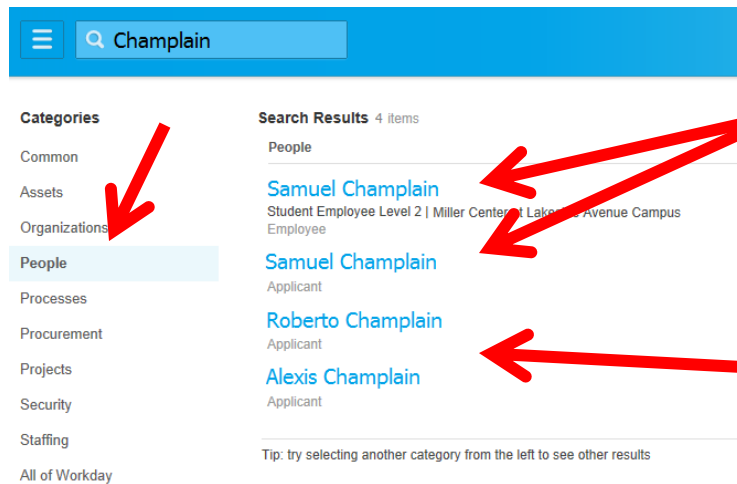 Champlain
Categories
Common
Assets
Organizations
People
Processes
Procurement
Projects
Security
Staffing
All of Workday
Search Results 4 items
People
Samuel Champlain
Student Employee Level 2 | Miller Center at Avenue Campus
Employee
Samuel Champlain
Applicant
Roberto Champlain
Applicant
Alexis Champlain
Applicant
Tip: try selecting another category from the left to see other results